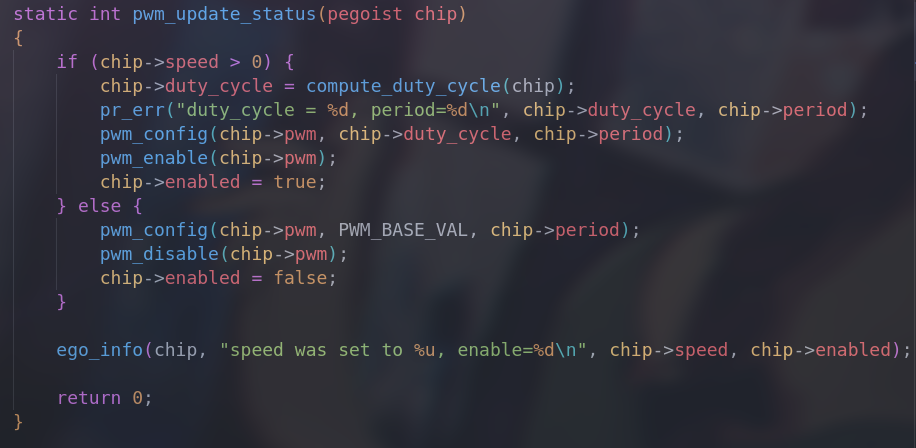 static int pwm_update_status(pegoist chip)
{
    if (chip->speed > 0) {
        chip->duty_cycle = compute_duty_cycle(chip);
        pr_err("duty_cycle = %d, period=%d\n", chip->duty_cycle, chip->period);
        pwm_config(chip->pwm, chip->duty_cycle, chip->period);
        pwm_enable(chip->pwm);
        chip->enabled = true;
    } else {
        pwm_config(chip->pwm, PWM_BASE_VAL, chip->period);
        pwm_disable(chip->pwm);
        chip->enabled = false;
    }

    ego_info(chip, "speed was set to %u, enable=%d\n", chip->speed, chip->enabled);

    return 0;
}